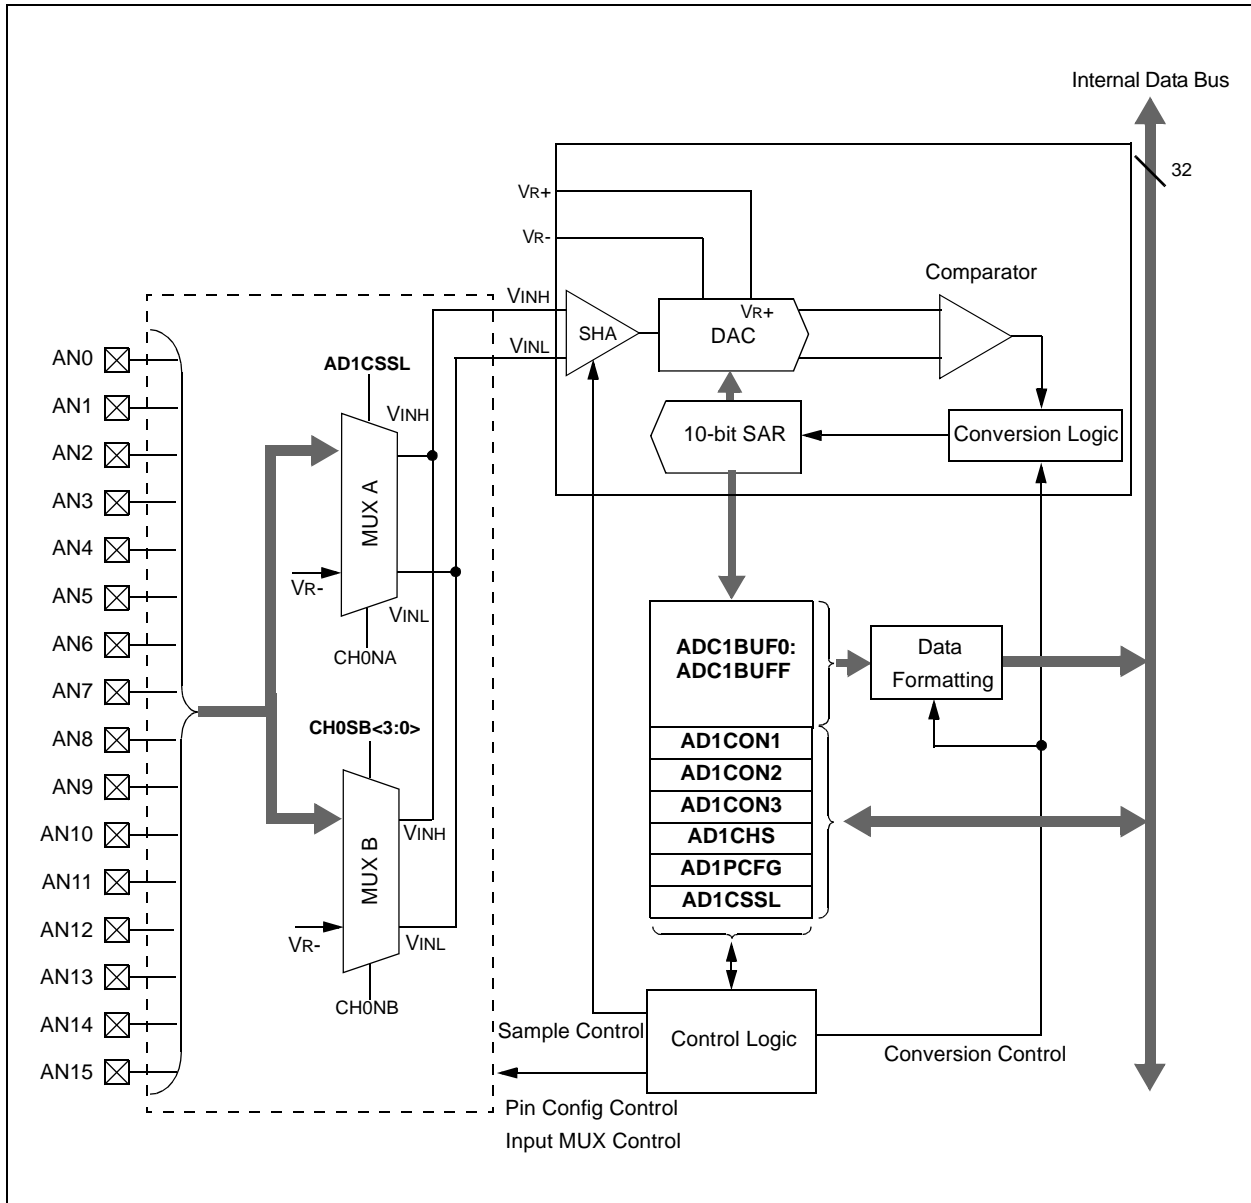 Internal Data Bus
32
VR+
VR-
Comparator
VINH
VINL
SHA
VR+
DAC
10-bit SAR
Conversion Logic
AN0
AN1
AN2
AN3
AN4
AN5
AN6
AN7
AN8
AN9
AN10
AN11
AN12
AN13
AN14
AN15
AD1CSSL
VINH
MUX A
VR-
VINL
CH0NA
CH0SB<3:0>
VINH
MUX B
VR-
VINL
CH0NB
ADC1BUF0:
ADC1BUFF
AD1CON1
AD1CON2
AD1CON3
AD1CHS
AD1PCFG
AD1CSSL
Data
Formatting
Sample Control
Control Logic
Conversion Control
Pin Config Control
Input MUX Control